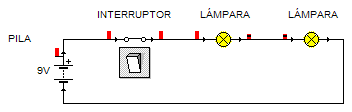 INTERRUPTOR
LÁMPARA
LÁMPARA
PILA
9V
+